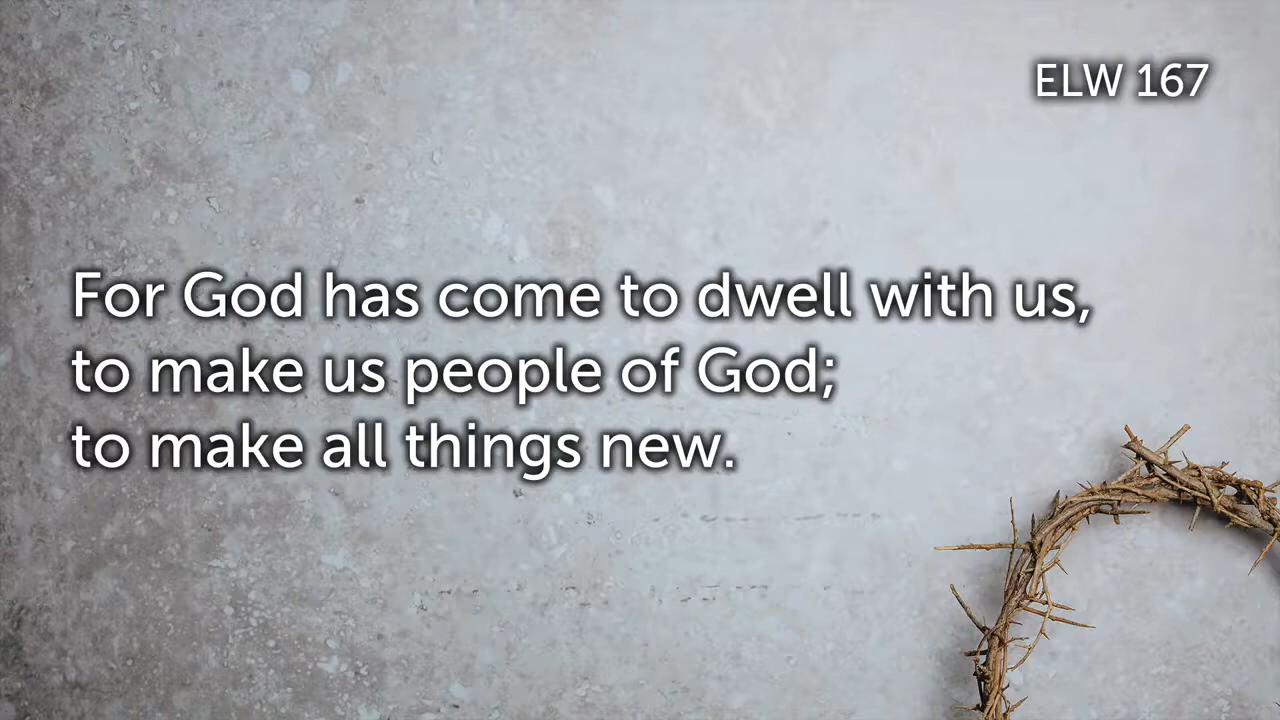 ELW 167
For God has come to dwell with us,
to make us people of God;
to make all things new.